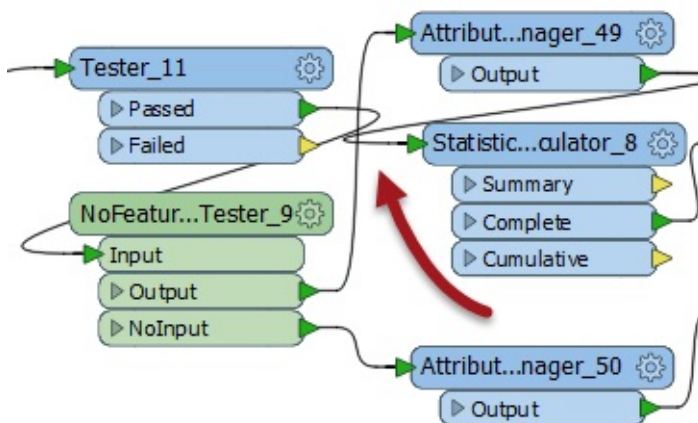 Tester_11
Passed
Failed
NoFeatur...Tester_9
Input
Output
NoInput
Attribut...nager_49
Output
Statistic...culator_8
Summary
Complete
Cumulative
Attribut...nager_50
Output